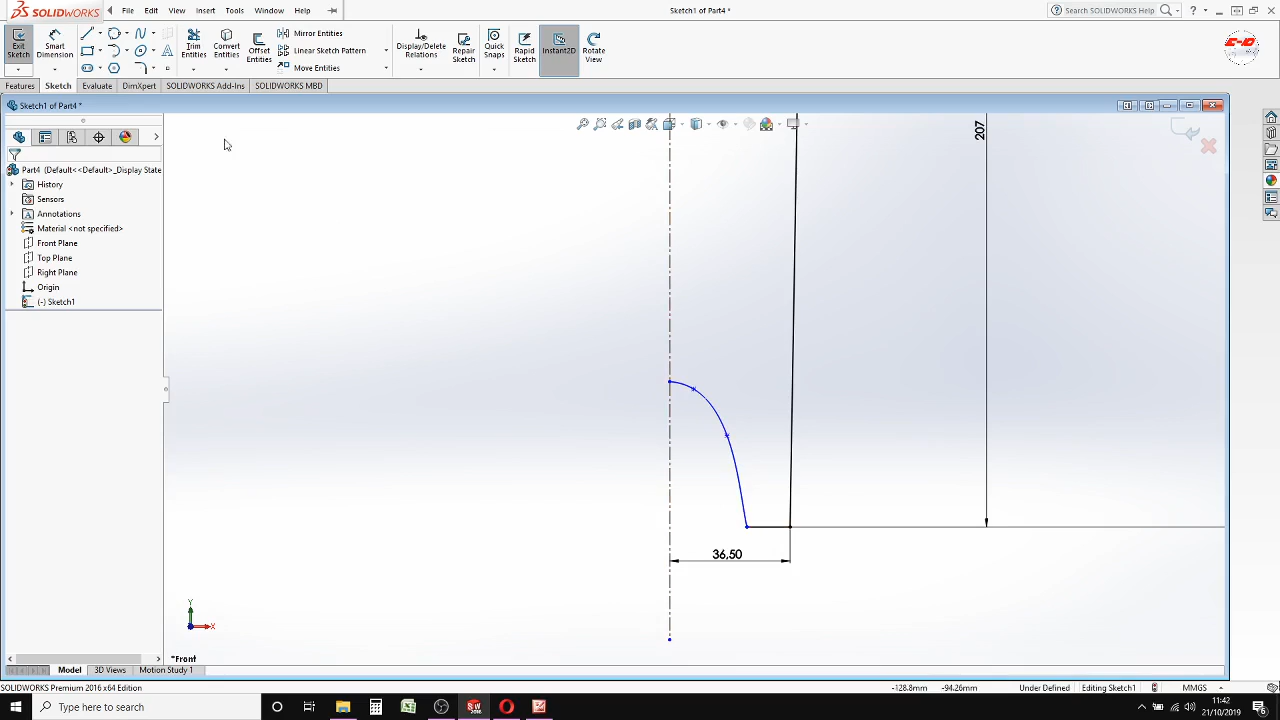 SOLIDWORKS
File
Edit
View
Insert
Tools
Window
Help
Sketch1 of Part4 *
Search SOLIDWORKS Help
Exit Sketch
Smart Dimension
Trim Entities
Convert Entities
Offset Entities
Mirror Entities
Linear Sketch Pattern
Move Entities
Display/Delete Relations
Repair Sketch
Quick Snaps
Rapid Sketch
Instant2D
Rotate View
Features
Sketch
Evaluate
DimXpert
SOLIDWORKS Add-Ins
SOLIDWORKS MBD
Sketch1 of Part4 *
Part4 (Default<<Default>_Display State
History
Sensors
Annotations
Material <not specified>
Front Plane
Top Plane
Right Plane
Origin
(-) Sketch1
207
36,50
Y
X
*Front
Model
3D Views
Motion Study 1
SOLIDWORKS Premium 2016 x64 Edition
-128.8mm
-94.26mm
Under Defined
Editing Sketch1
MMGS
Type here to search
11:42
21/10/2019